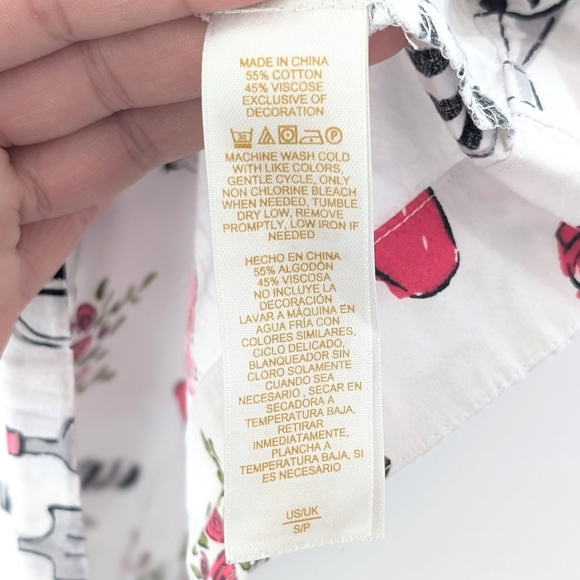 MADE IN CHINA
55% COTTON
45% VISCOSE
EXCLUSIVE OF
DECORATION
30 P
MACHINE WASH COLD
WITH LIKE COLORS,
GENTLE CYCLE, ONLY
NON CHLORINE BLEACH
WHEN NEEDED, TUMBLE
DRY LOW, REMOVE
PROMPTLY, LOW IRON IF
NEEDED
HECHO EN CHINA
55% ALGODÓN
45% VISCOSA
NO INCLUYE LA
DECORACIÓN
LAVAR A MÁQUINA EN
AGUA FRÍA CON
COLORES SIMILARES,
CICLO DELICADO,
BLANQUEADOR SIN
CLORO SOLAMENTE
CUANDO SEA
NECESARIO , SECAR EN
SECADORA A
TEMPERATURA BAJA,
RETIRAR
INMEDIATAMENTE,
PLANCHA A
TEMPERATURA BAJA, SI
ES NECESARIO
US/UK
S/P